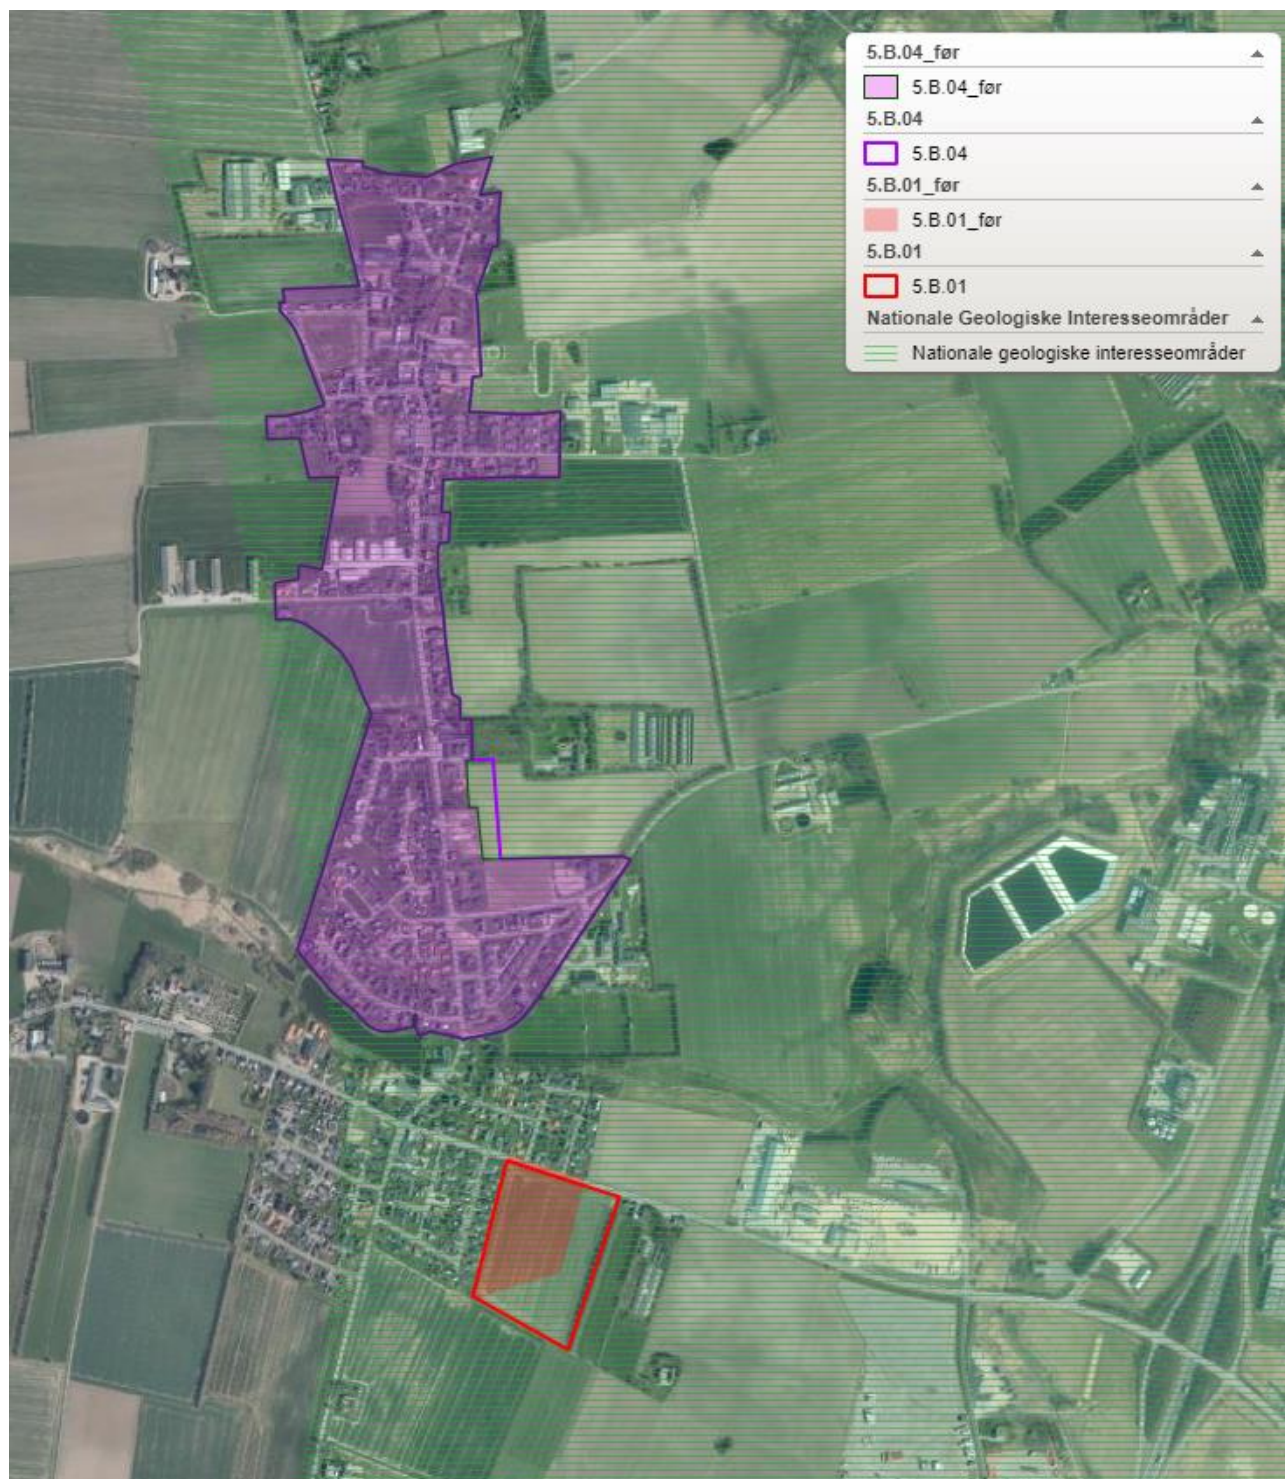 5.B.04_før
5.B.04_før
5.B.04
5.B.04
5.B.01_før
5.B.01_før
5.B.01
5.B.01
Nationale Geologiske Interesseområder
Nationale geologiske interesseområder